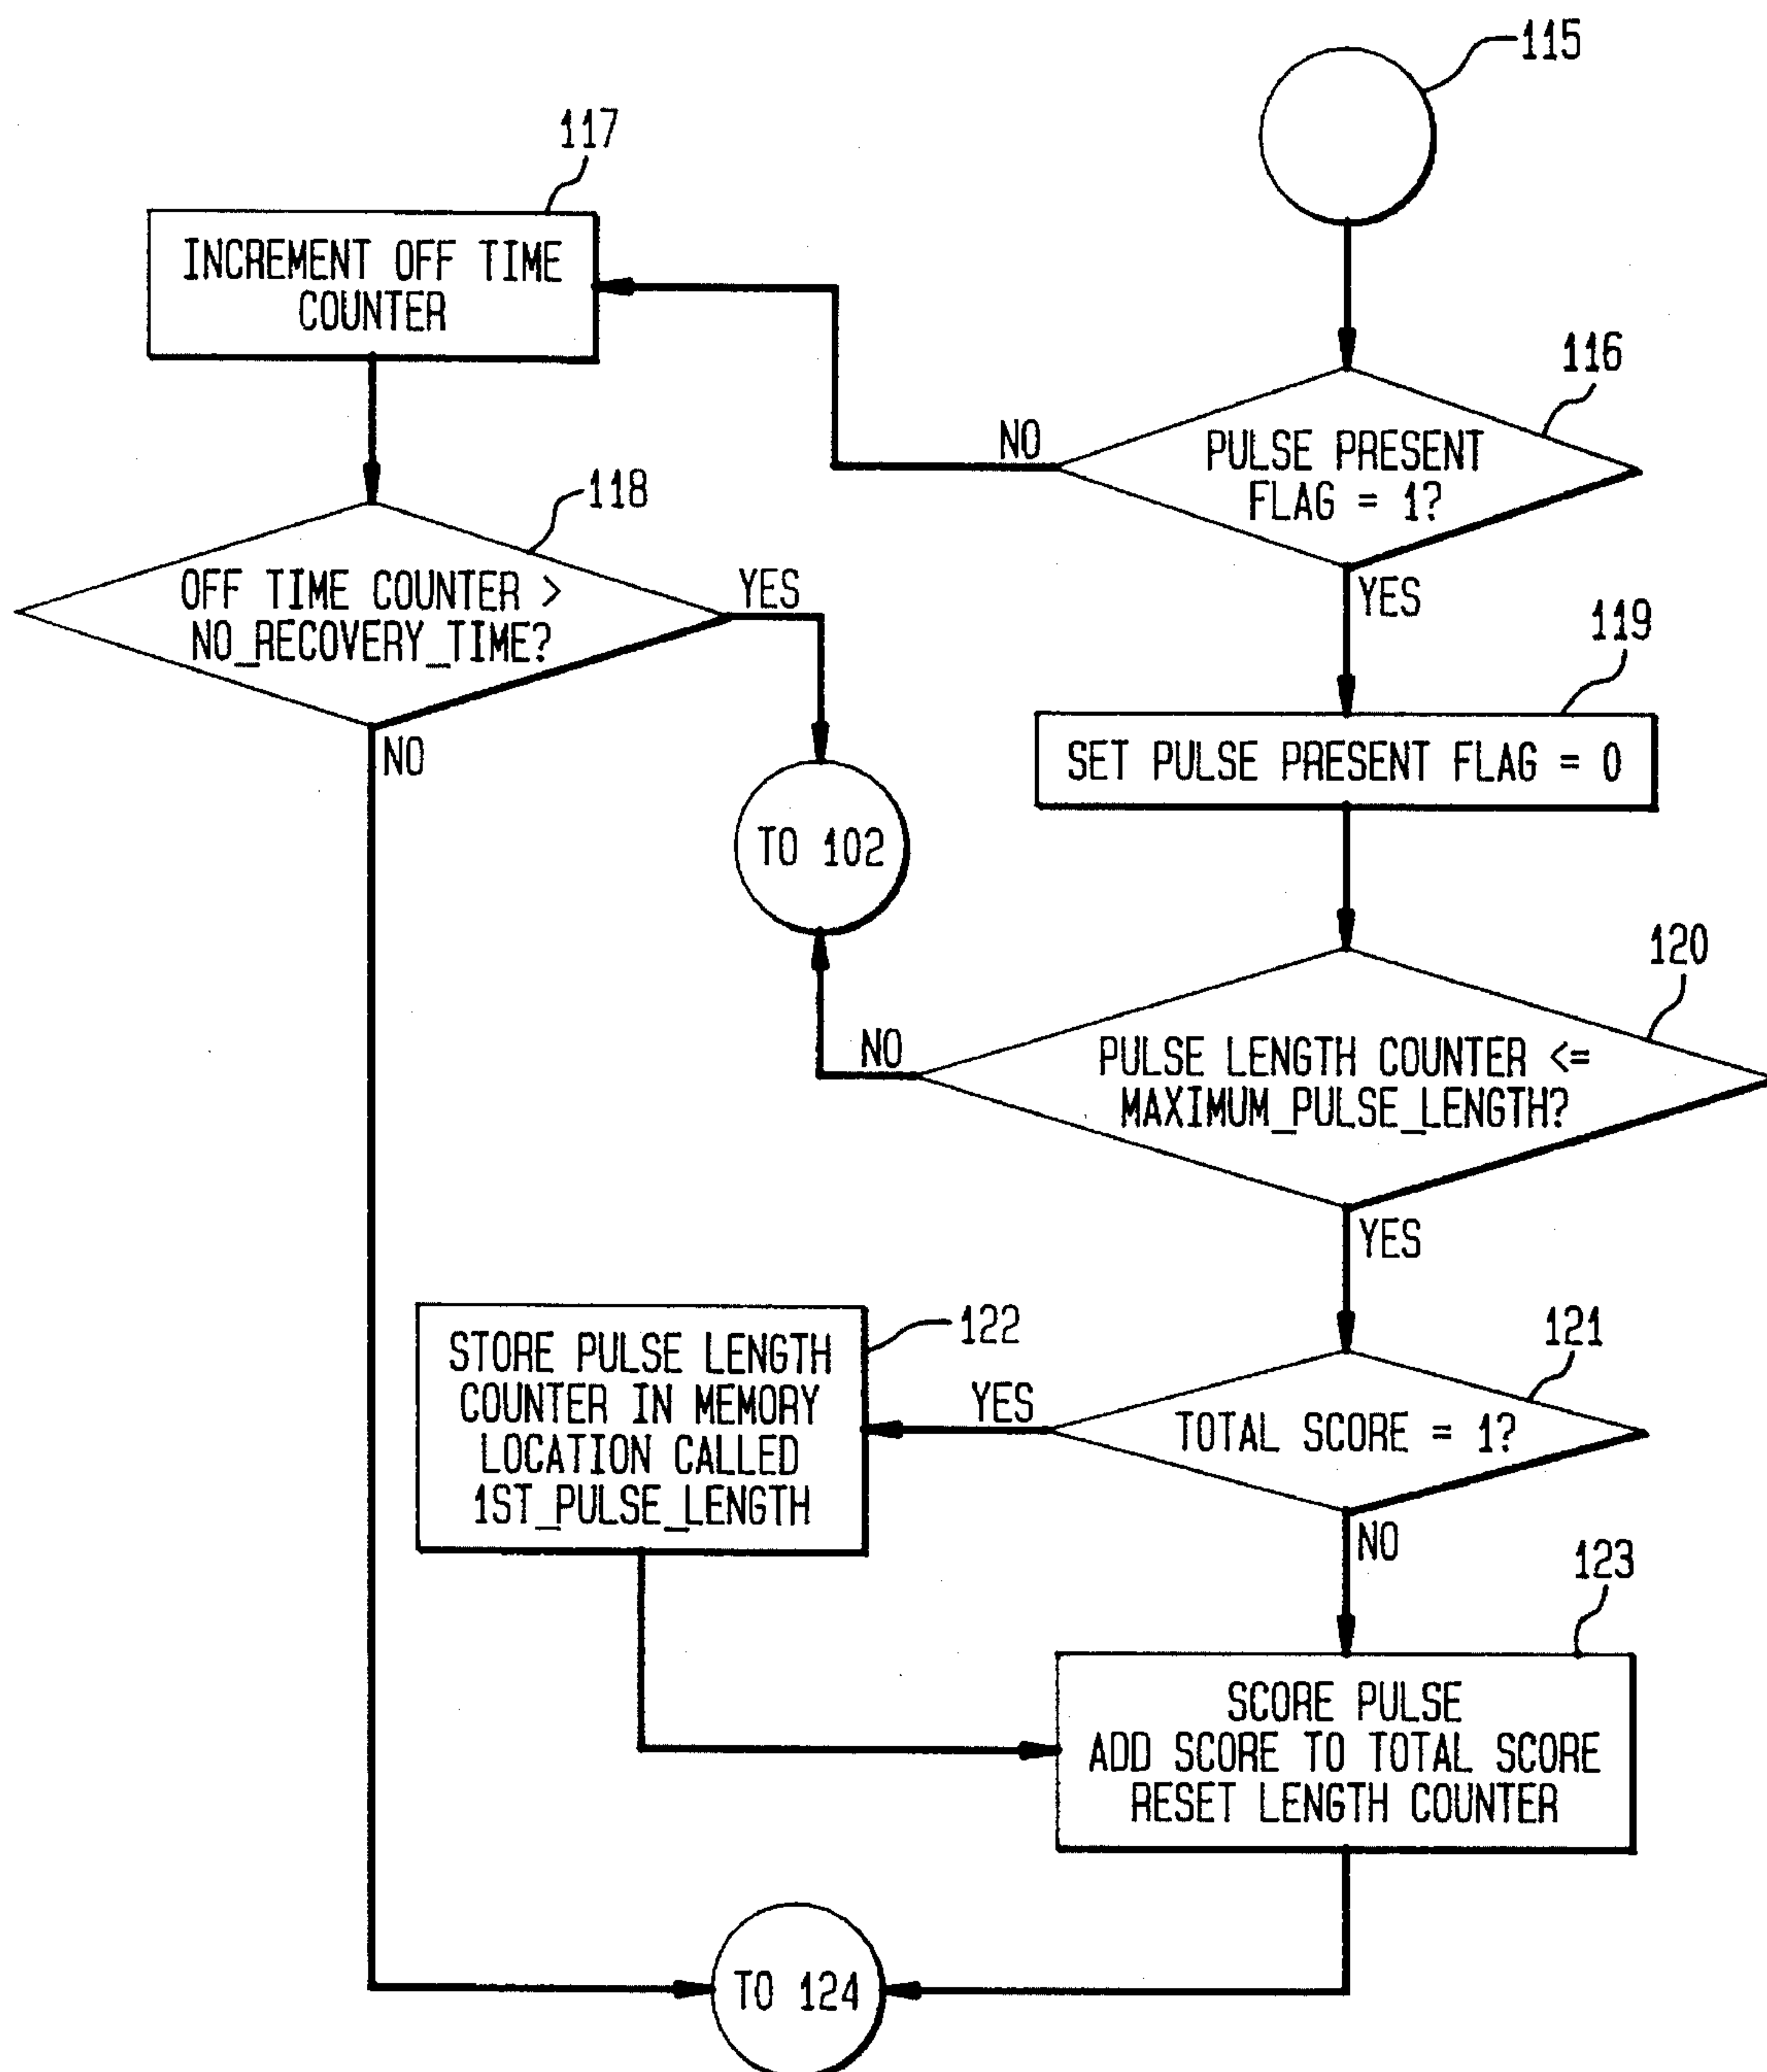 115
117
INCREMENT OFF TIME
COUNTER
116
PULSE PRESENT
FLAG = 1?
NO
YES
118
OFF TIME COUNTER >
NO_RECOVERY_TIME?
YES
NO
119
SET PULSE PRESENT FLAG = 0
TO 102
120
PULSE LENGTH COUNTER <=
MAXIMUM_PULSE_LENGTH?
NO
YES
122
STORE PULSE LENGTH
COUNTER IN MEMORY
LOCATION CALLED
1ST_PULSE_LENGTH
121
TOTAL SCORE = 1?
YES
NO
123
SCORE PULSE
ADD SCORE TO TOTAL SCORE
RESET LENGTH COUNTER
TO 124